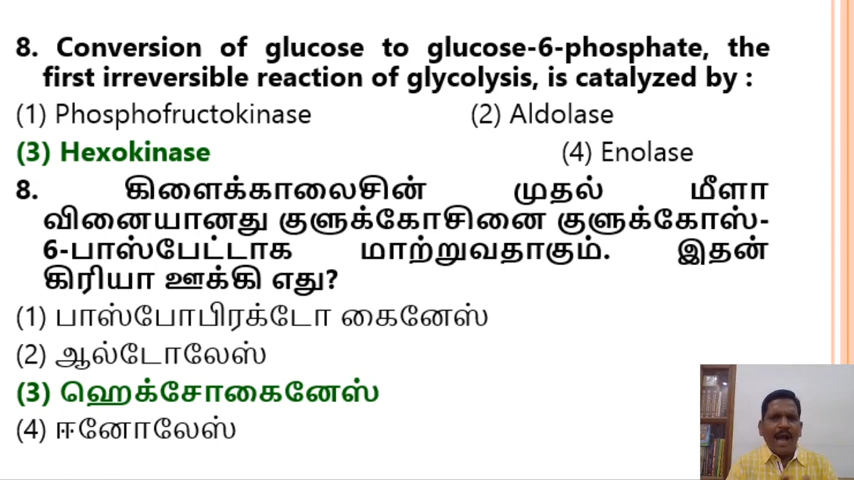 8. Conversion of glucose to glucose-6-phosphate, the
first irreversible reaction of glycolysis, is catalyzed by :
(1) Phosphofructokinase (2) Aldolase
(3) Hexokinase (4) Enolase
8. கிளைக்காலைசின் முதல் மீளா
வினையானது குளுக்கோசினை குளுக்கோஸ்-
6-பாஸ்பேட்டாக மாற்றுவதாகும். இதன்
கிரியா ஊக்கி எது?
(1) பாஸ்போபிரக்டோ கைனேஸ்
(2) ஆல்டோலேஸ்
(3) ஹெக்சோகைனேஸ்
(4) ஈனோலேஸ்